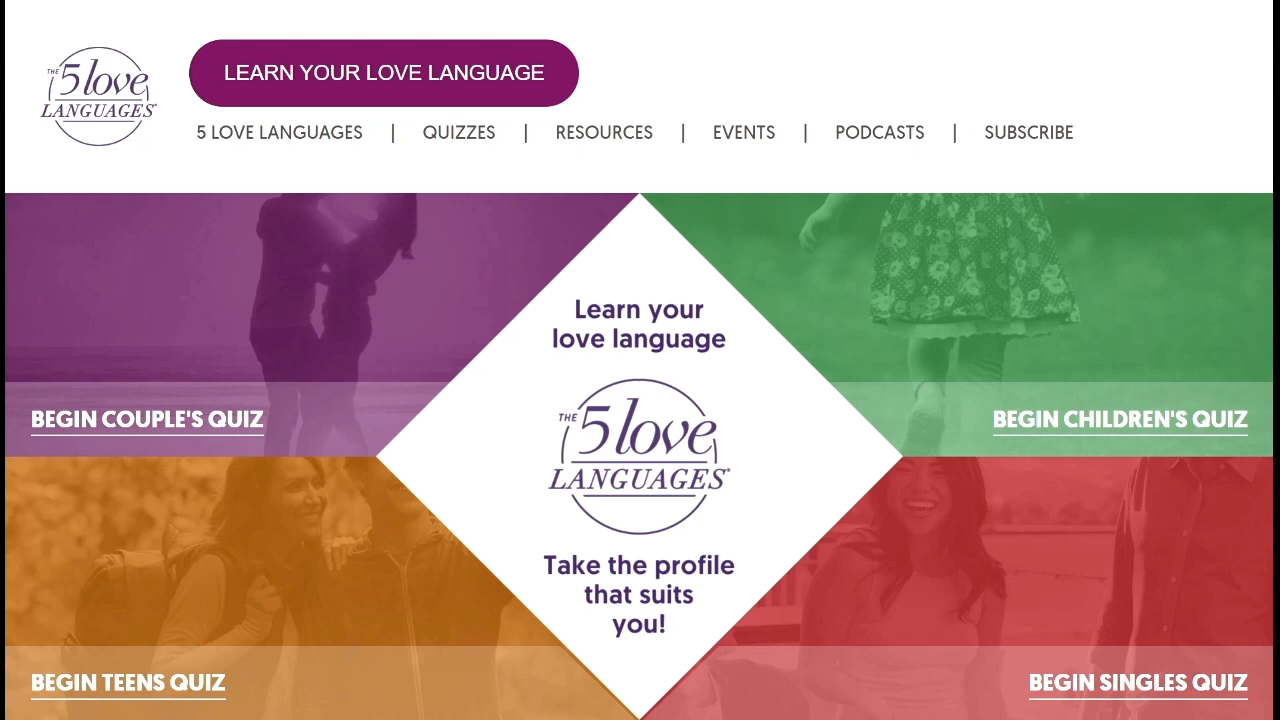 THE 5 love LANGUAGES®
LEARN YOUR LOVE LANGUAGE
5 LOVE LANGUAGES | QUIZZES | RESOURCES | EVENTS | PODCASTS | SUBSCRIBE
Learn your
love language
THE 5 love
LANGUAGES®
Take the profile
that suits
you!
BEGIN COUPLE'S QUIZ
BEGIN CHILDREN'S QUIZ
BEGIN TEENS QUIZ
BEGIN SINGLES QUIZ